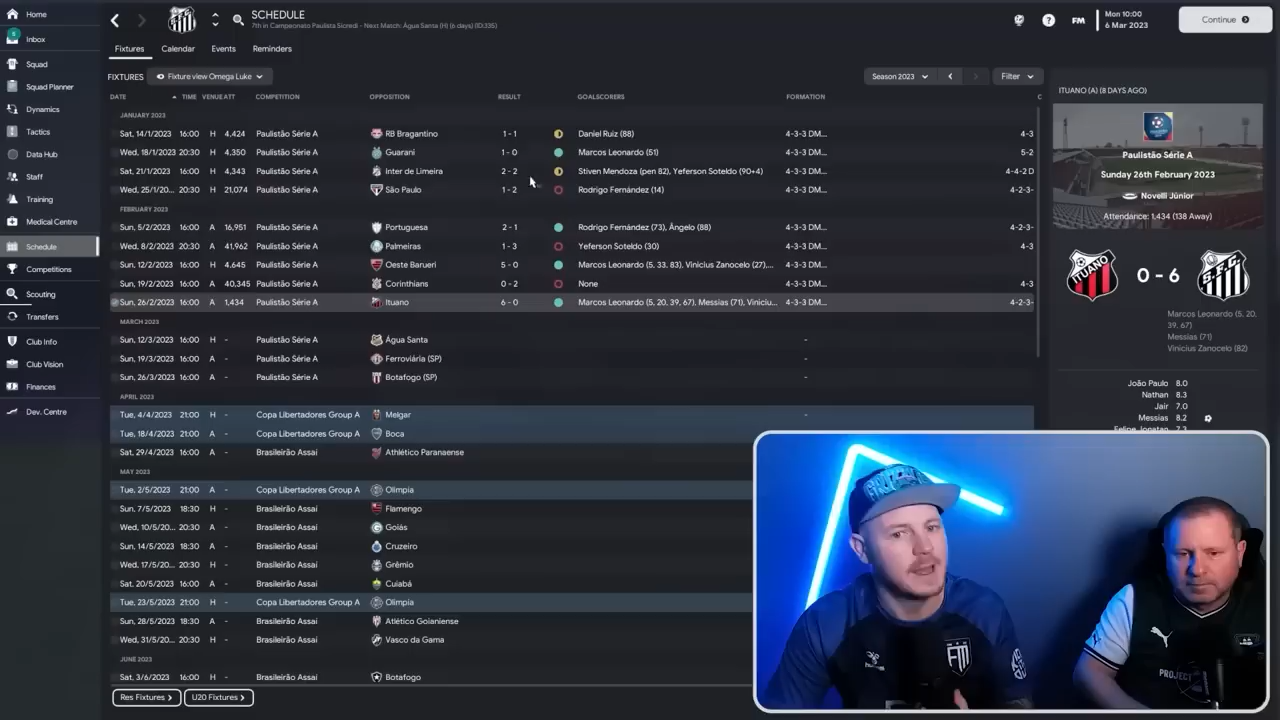 Home
Inbox
Squad
Squad Planner
Dynamics
Tactics
Data Hub
Staff
Training
Medical Centre
Schedule
Competitions
Scouting
Transfers
Club Info
Club Vision
Finances
Dev. Centre
SCHEDULE
7th in Campeonato Paulista Sicredi - Next Match: Água Santa (H) (6 days) (ID:335)
FM
Mon 10:00
6 Mar 2023
Continue
Fixtures Calendar Events Reminders
FIXTURES Fixture view Omega Luke Season 2023 Filter
DATE TIME VENUE ATT COMPETITION OPPOSITION RESULT GOALSCORERS FORMATION
JANUARY 2023
Sat, 14/1/2023 16:00 H 4,424 Paulistão Série A RB Bragantino 1 - 1 Daniel Ruiz (88) 4-3-3 DM... 4-3
Wed, 18/1/2023 20:30 H 4,350 Paulistão Série A Guarani 1 - 0 Marcos Leonardo (51) 4-3-3 DM... 5-2
Sat, 21/1/2023 16:00 H 4,343 Paulistão Série A Inter de Limeira 2 - 2 Stiven Mendoza (pen 82), Yeferson Soteldo (90+4) 4-3-3 DM... 4-4-2 D
Wed, 25/1/20... 20:30 H 21,074 Paulistão Série A São Paulo 1 - 2 Rodrigo Fernández (14) 4-3-3 DM... 4-2-3-
FEBRUARY 2023
Sun, 5/2/2023 16:00 A 16,951 Paulistão Série A Portuguesa 2 - 1 Rodrigo Fernández (73), Ângelo (88) 4-3-3 DM... 4-2-3-
Wed, 8/2/2023 20:30 A 41,962 Paulistão Série A Palmeiras 1 - 3 Yeferson Soteldo (30) 4-3-3 DM... 4-3
Sun, 12/2/2023 16:00 H 4,645 Paulistão Série A Oeste Barueri 5 - 0 Marcos Leonardo (5, 33, 83), Vinicius Zanocelo (27),... 4-3-3 DM...
Sun, 19/2/2023 16:00 A 40,345 Paulistão Série A Corinthians 0 - 2 None 4-3-3 DM... 4-3
Sun, 26/2/2023 16:00 A 1,434 Paulistão Série A Ituano 6 - 0 Marcos Leonardo (5, 20, 39, 67), Messias (71), Viniciu... 4-3-3 DM... 4-2-3-
MARCH 2023
Sun, 12/3/2023 16:00 H - Paulistão Série A Água Santa -
Sun, 19/3/2023 16:00 A - Paulistão Série A Ferroviária (SP) -
Sun, 26/3/2023 16:00 A - Paulistão Série A Botafogo (SP) -
APRIL 2023
Tue, 4/4/2023 21:00 H - Copa Libertadores Group A Melgar -
Tue, 18/4/2023 21:00 A - Copa Libertadores Group A Boca
Sat, 29/4/2023 16:00 A - Brasileirão Assaí Athlético Paranaense
MAY 2023
Tue, 2/5/2023 21:00 A - Copa Libertadores Group A Olimpia
Sun, 7/5/2023 18:30 H - Brasileirão Assaí Flamengo
Wed, 10/5/20... 20:30 A - Brasileirão Assaí Goiás
Sun, 14/5/2023 18:30 A - Brasileirão Assaí Cruzeiro
Wed, 17/5/20... 20:30 H - Brasileirão Assaí Grêmio
Sat, 20/5/2023 16:00 A - Brasileirão Assaí Cuiabá
Tue, 23/5/2023 21:00 H - Copa Libertadores Group A Olimpia
Sun, 28/5/2023 18:30 A - Brasileirão Assaí Atlético Goianiense
Wed, 31/5/20... 20:30 H - Brasileirão Assaí Vasco da Gama
JUNE 2023
Sat, 3/6/2023 16:00 H - Brasileirão Assaí Botafogo
Res Fixtures U20 Fixtures
ITUANO (A) (8 DAYS AGO)
Paulistão Série A
Sunday 26th February 2023
Novelli Júnior
Attendance: 1,434 (138 Away)
0 - 6
Marcos Leonardo (5, 20,
39, 67)
Messias (71)
Vinicius Zanocelo (82)
João Paulo 8.0
Nathan 8.3
Jair 7.0
Messias 8.2
Felipe Jonatan 7.3
FM
PROJECT